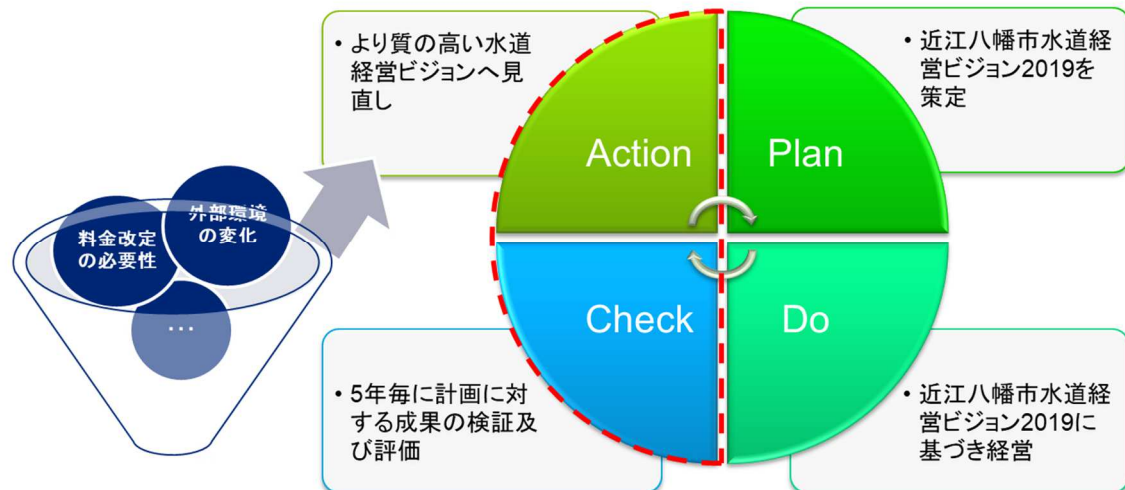 ・より質の高い水道
経営ビジョンへ見
直し
・近江八幡市水道経
営ビジョン2019を
策定
Action
Plan
外部環境
の変化
料金改定
の必要性
…
Check
Do
・5年毎に計画に対
する成果の検証及
び評価
・近江八幡市水道経
営ビジョン2019に
基づき経営